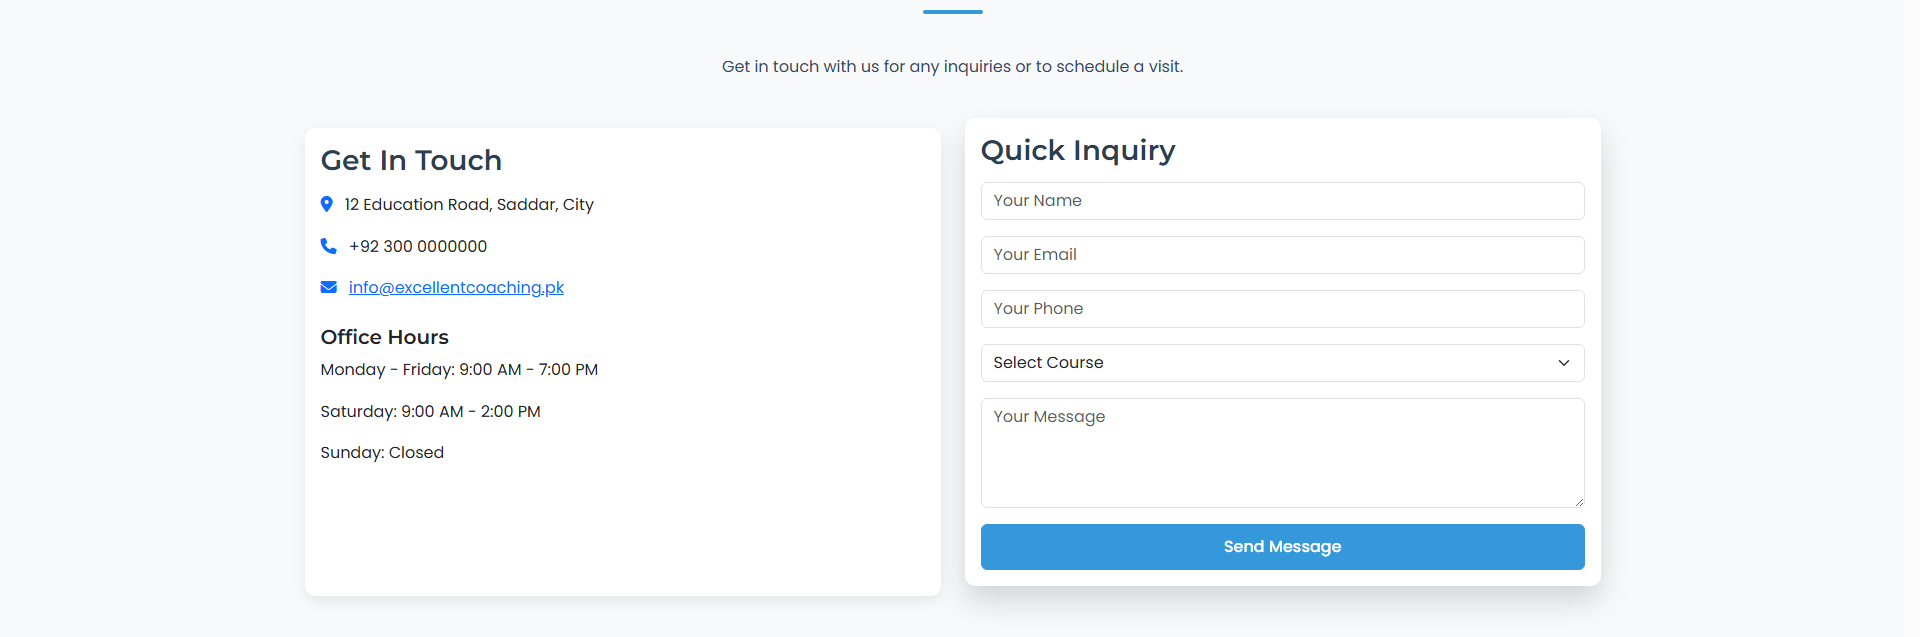 Get in touch with us for any inquiries or to schedule a visit.
Get In Touch
12 Education Road, Saddar, City
+92 300 0000000
info@excellentcoaching.pk
Office Hours
Monday - Friday: 9:00 AM - 7:00 PM
Saturday: 9:00 AM - 2:00 PM
Sunday: Closed
Quick Inquiry
Your Name
Your Email
Your Phone
Select Course
Your Message
Send Message